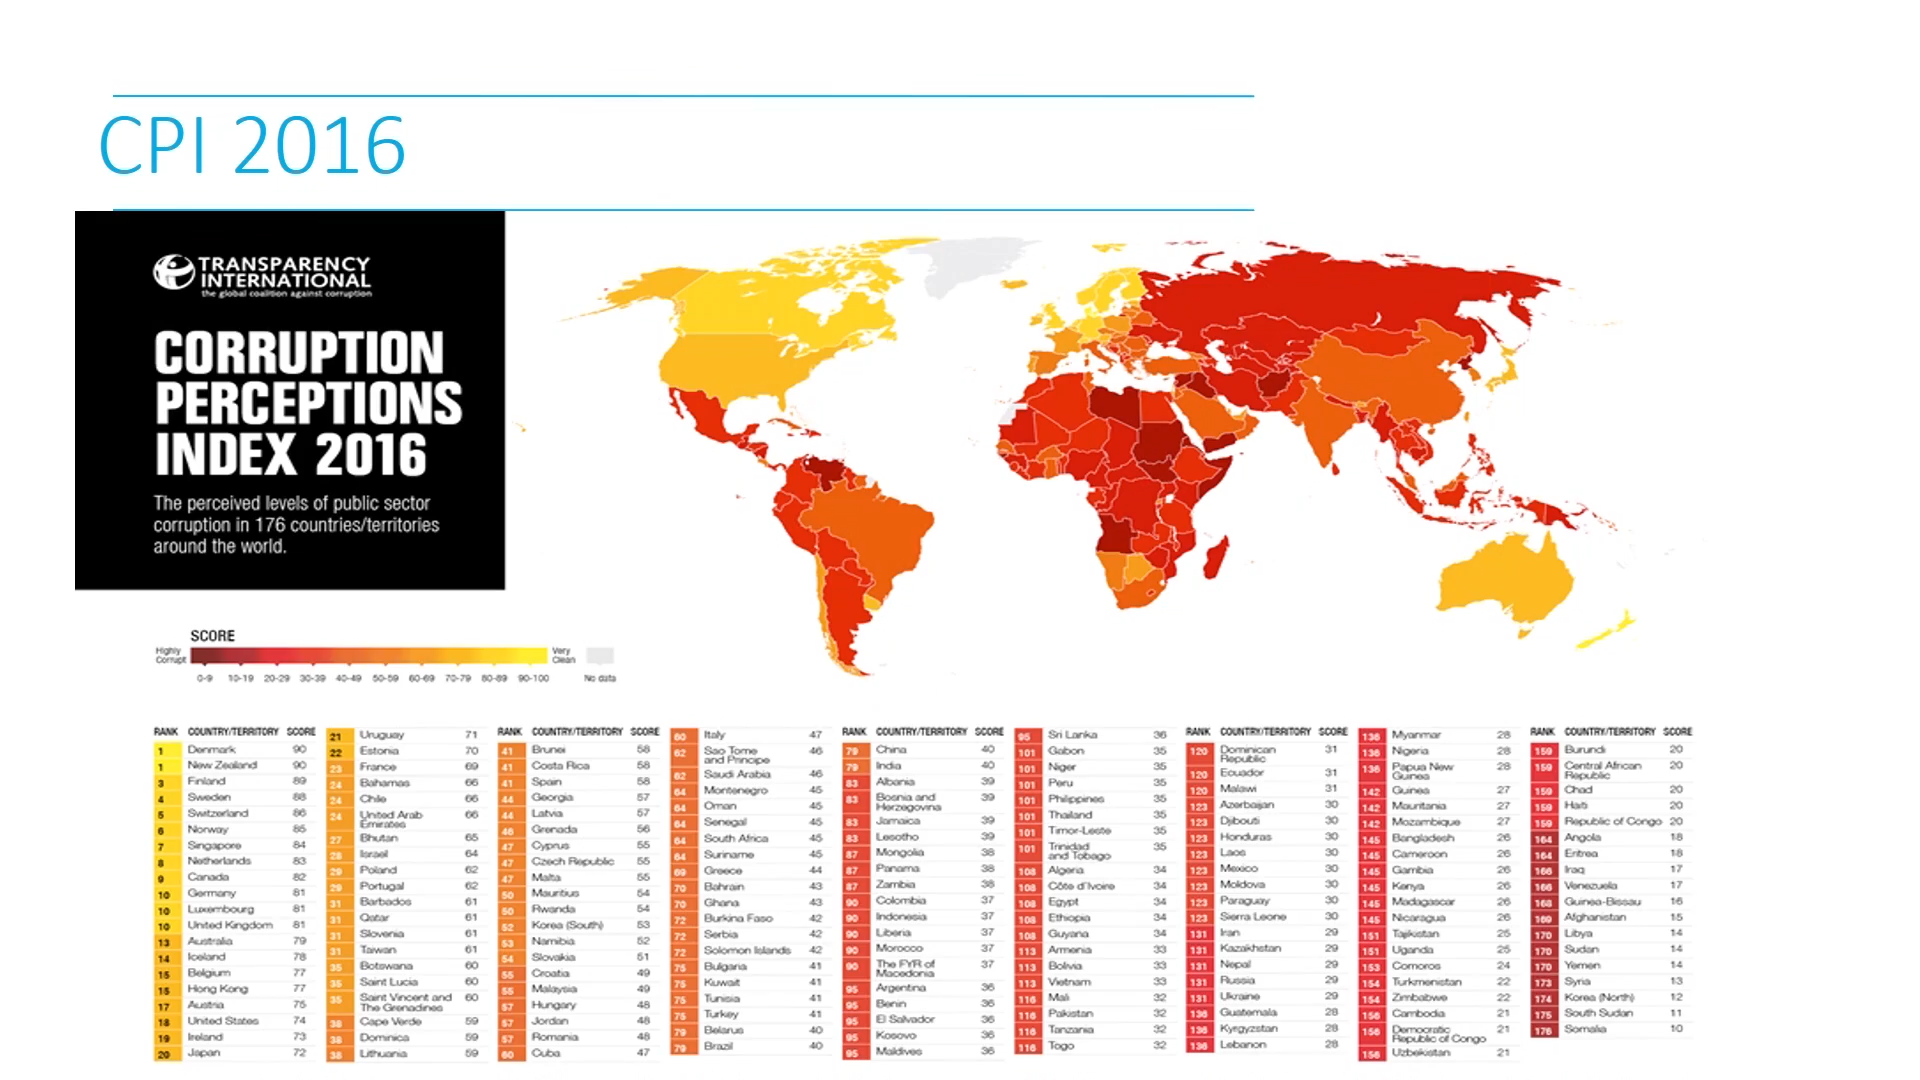 CPI 2016
TRANSPARENCY
INTERNATIONAL
the global coalition against corruption
CORRUPTION
PERCEPTIONS
INDEX 2016
The perceived levels of public sector
corruption in 176 countries/territories
around the world.
SCORE
Highly
Corrupt
Very
Clean
0-9 10-19 20-29 30-39 40-49 50-59 60-69 70-79 80-89 90-100 No data
RANK COUNTRY/TERRITORY SCORE
1 Denmark 90
1 New Zealand 90
3 Finland 89
4 Sweden 88
5 Switzerland 86
6 Norway 85
7 Singapore 84
8 Netherlands 83
9 Canada 82
10 Germany 81
10 Luxembourg 81
10 United Kingdom 81
13 Australia 79
14 Iceland 78
15 Belgium 77
15 Hong Kong 77
17 Austria 75
18 United States 74
19 Ireland 73
20 Japan 72
21 Uruguay 71
22 Estonia 70
23 France 69
24 Bahamas 66
24 Chile 66
24 United Arab
Emirates 66
27 Bhutan 65
28 Israel 64
29 Poland 62
29 Portugal 62
31 Barbados 61
31 Qatar 61
31 Slovenia 61
31 Taiwan 61
35 Botswana 60
35 Saint Lucia 60
35 Saint Vincent and
The Grenadines 60
38 Cape Verde 59
38 Dominica 59
38 Lithuania 59
RANK COUNTRY/TERRITORY SCORE
41 Brunei 58
41 Costa Rica 58
41 Spain 58
44 Georgia 57
44 Latvia 57
46 Grenada 56
47 Cyprus 55
47 Czech Republic 55
47 Malta 55
50 Mauritius 54
50 Rwanda 54
52 Korea (South) 53
53 Namibia 52
54 Slovakia 51
55 Croatia 49
55 Malaysia 49
57 Hungary 48
57 Jordan 48
57 Romania 48
60 Cuba 47
60 Italy 47
62 Sao Tome
and Principe 46
62 Saudi Arabia 46
64 Montenegro 45
64 Oman 45
64 Senegal 45
64 South Africa 45
64 Suriname 45
69 Greece 44
70 Bahrain 43
70 Ghana 43
72 Burkina Faso 42
72 Serbia 42
72 Solomon Islands 42
75 Bulgaria 41
75 Kuwait 41
75 Tunisia 41
75 Turkey 41
79 Belarus 40
79 Brazil 40
RANK COUNTRY/TERRITORY SCORE
79 China 40
79 India 40
83 Albania 39
83 Bosnia and
Herzegovina 39
83 Jamaica 39
83 Lesotho 39
87 Mongolia 38
87 Panama 38
87 Zambia 38
90 Colombia 37
90 Indonesia 37
90 Liberia 37
90 Morocco 37
90 The FYR of
Macedonia 37
95 Argentina 36
95 Benin 36
95 El Salvador 36
95 Kosovo 36
95 Maldives 36
95 Sri Lanka 36
101 Gabon 35
101 Niger 35
101 Peru 35
101 Philippines 35
101 Thailand 35
101 Timor-Leste 35
101 Trinidad
and Tobago 35
108 Algeria 34
108 Côte d'Ivoire 34
108 Egypt 34
108 Ethiopia 34
108 Guyana 34
113 Armenia 33
113 Bolivia 33
113 Vietnam 33
116 Mali 32
116 Pakistan 32
116 Tanzania 32
116 Togo 32
RANK COUNTRY/TERRITORY SCORE
120 Dominican
Republic 31
120 Ecuador 31
120 Malawi 31
123 Azerbaijan 30
123 Djibouti 30
123 Honduras 30
123 Laos 30
123 Mexico 30
123 Moldova 30
123 Paraguay 30
123 Sierra Leone 30
131 Iran 29
131 Kazakhstan 29
131 Nepal 29
131 Russia 29
131 Ukraine 29
136 Guatemala 28
136 Kyrgyzstan 28
136 Lebanon 28
136 Myanmar 28
136 Nigeria 28
136 Papua New
Guinea 28
142 Guinea 27
142 Mauritania 27
142 Mozambique 27
145 Bangladesh 26
145 Cameroon 26
145 Gambia 26
145 Kenya 26
145 Madagascar 26
145 Nicaragua 26
151 Tajikistan 25
151 Uganda 25
153 Comoros 24
154 Turkmenistan 22
154 Zimbabwe 22
156 Cambodia 21
156 Democratic
Republic of Congo 21
156 Uzbekistan 21
RANK COUNTRY/TERRITORY SCORE
159 Burundi 20
159 Central African
Republic 20
159 Chad 20
159 Haiti 20
159 Republic of Congo 20
164 Angola 18
164 Eritrea 18
166 Iraq 17
166 Venezuela 17
168 Guinea-Bissau 16
169 Afghanistan 15
170 Libya 14
170 Sudan 14
170 Yemen 14
173 Syria 13
174 Korea (North) 12
175 South Sudan 11
176 Somalia 10